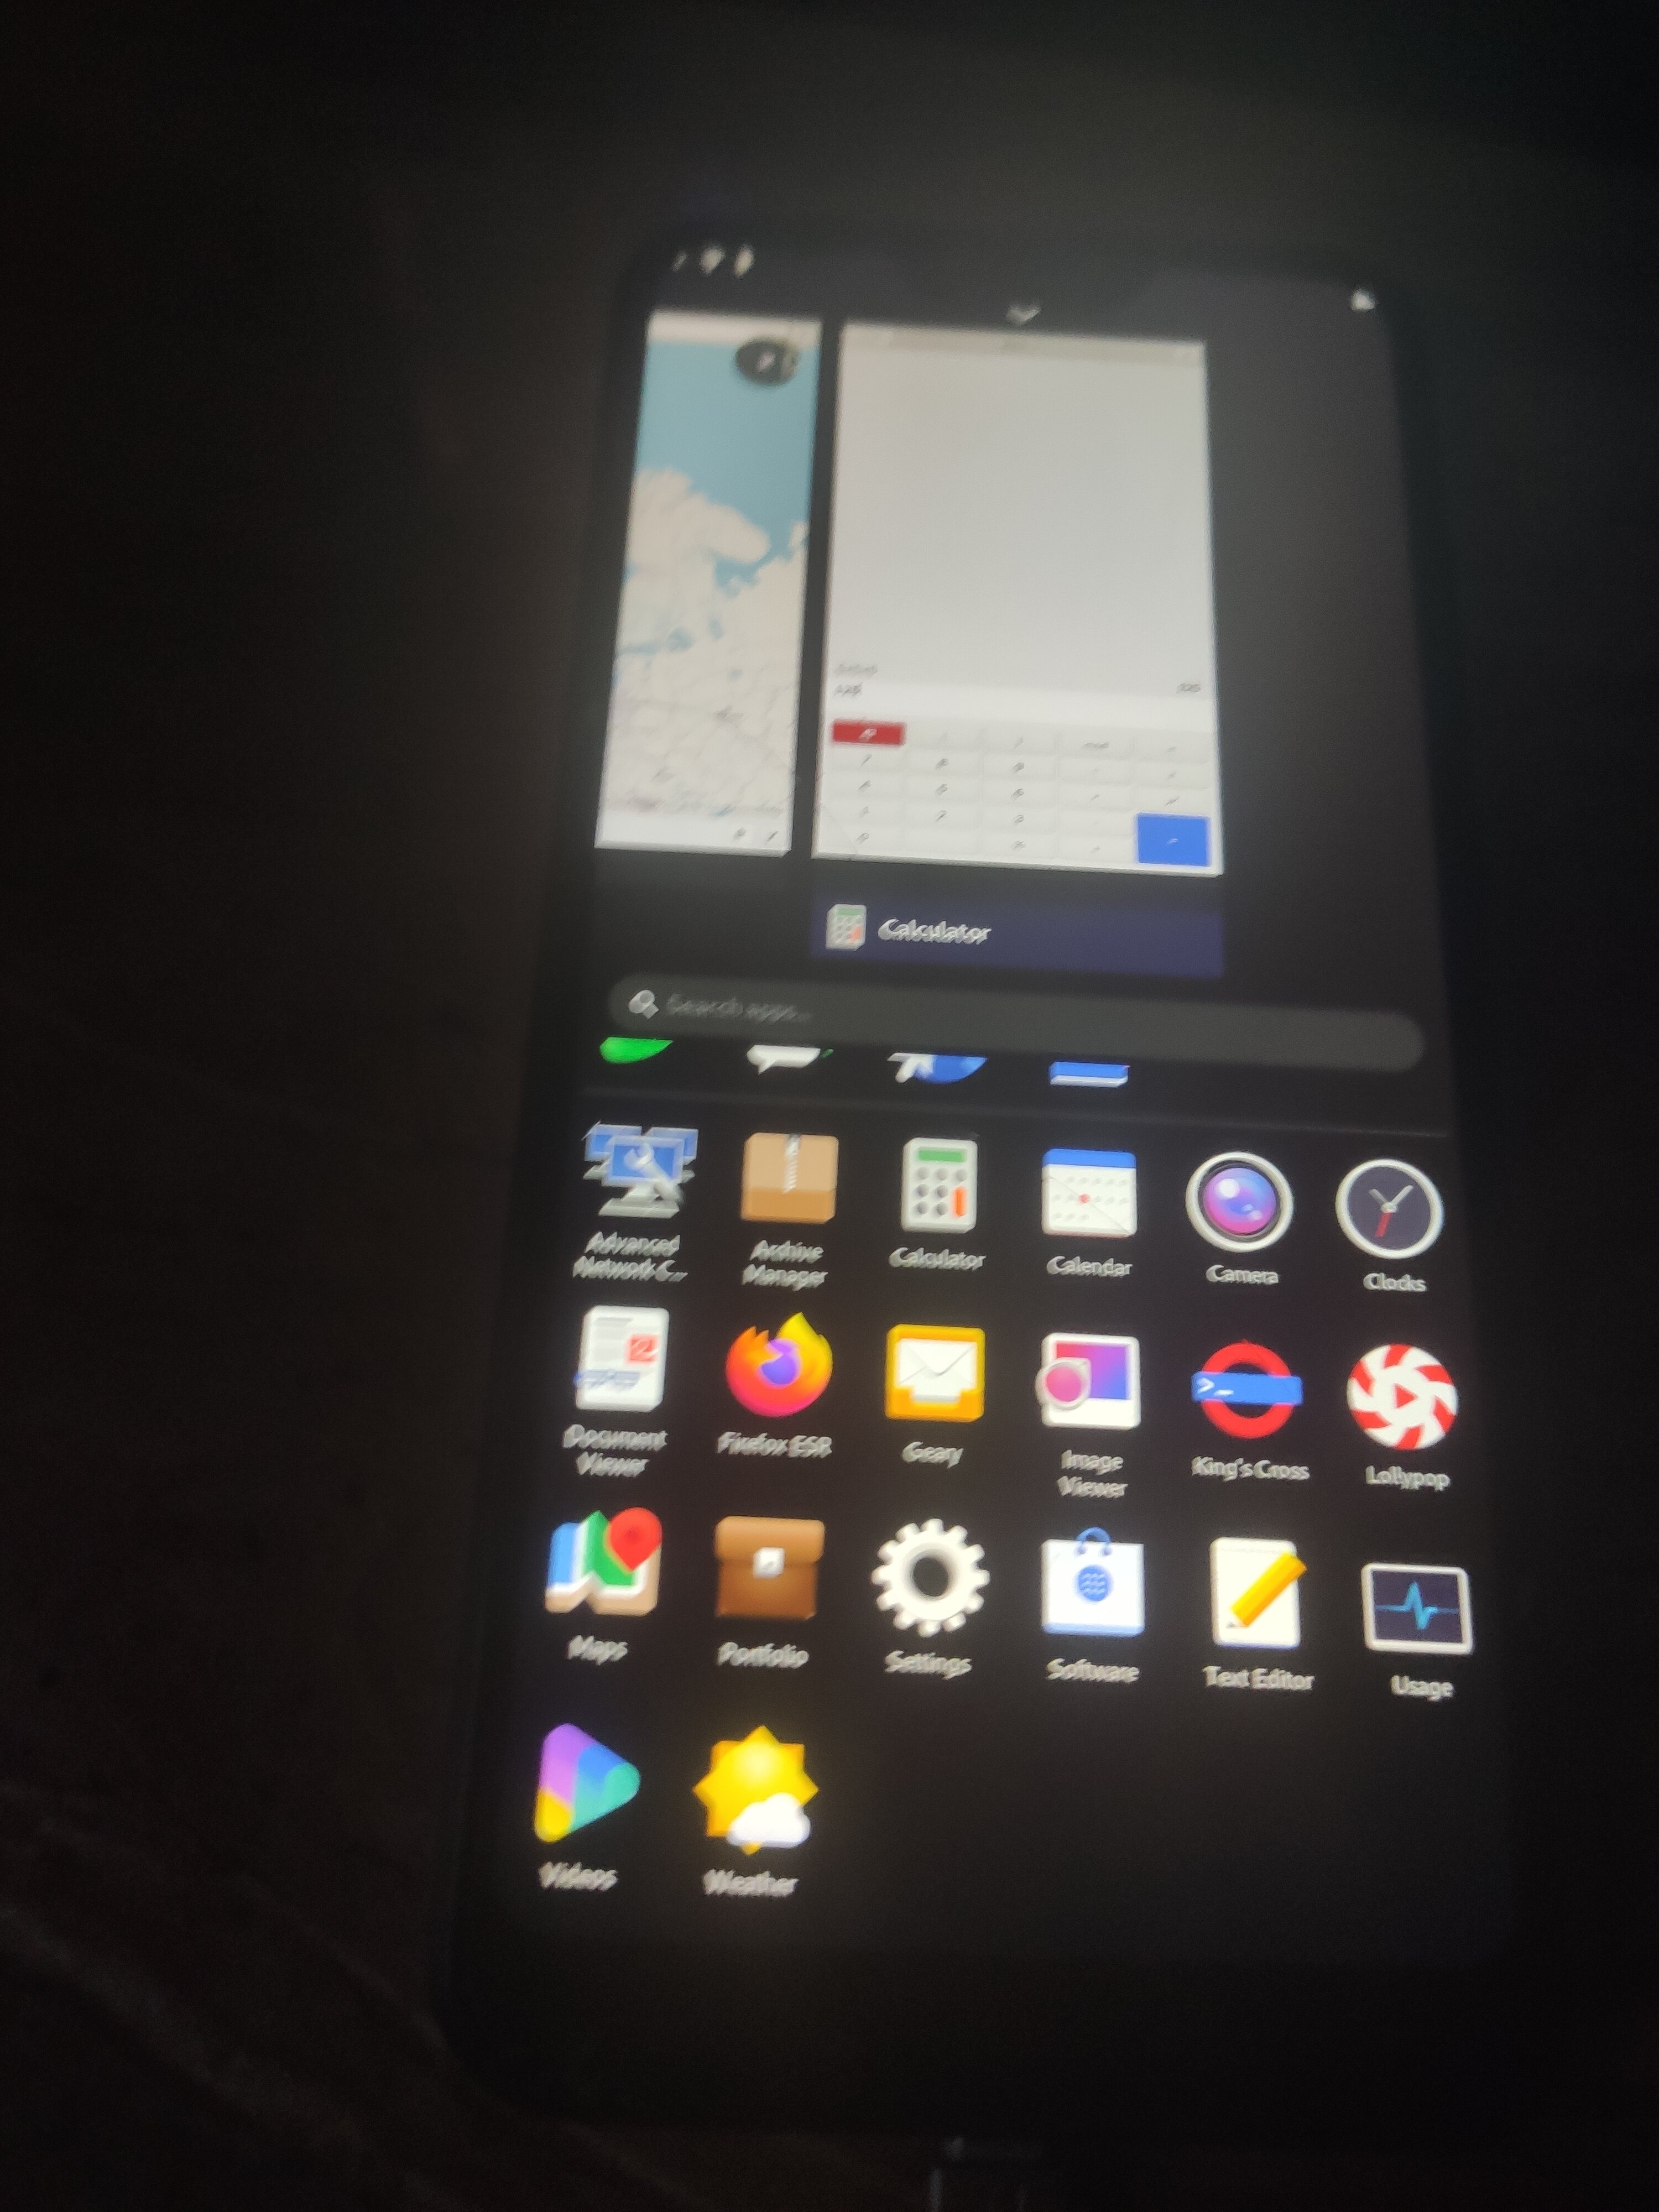 Calculator
Search apps...
Advanced
Network C...
Archive
Manager
Calculator
Calendar
Camera
Clocks
Document
Viewer
Firefox ESR
Geary
Image
Viewer
>_
King's Cross
Lollypop
Maps
Portfolio
Settings
Software
Text Editor
Usage
Videos
Weather